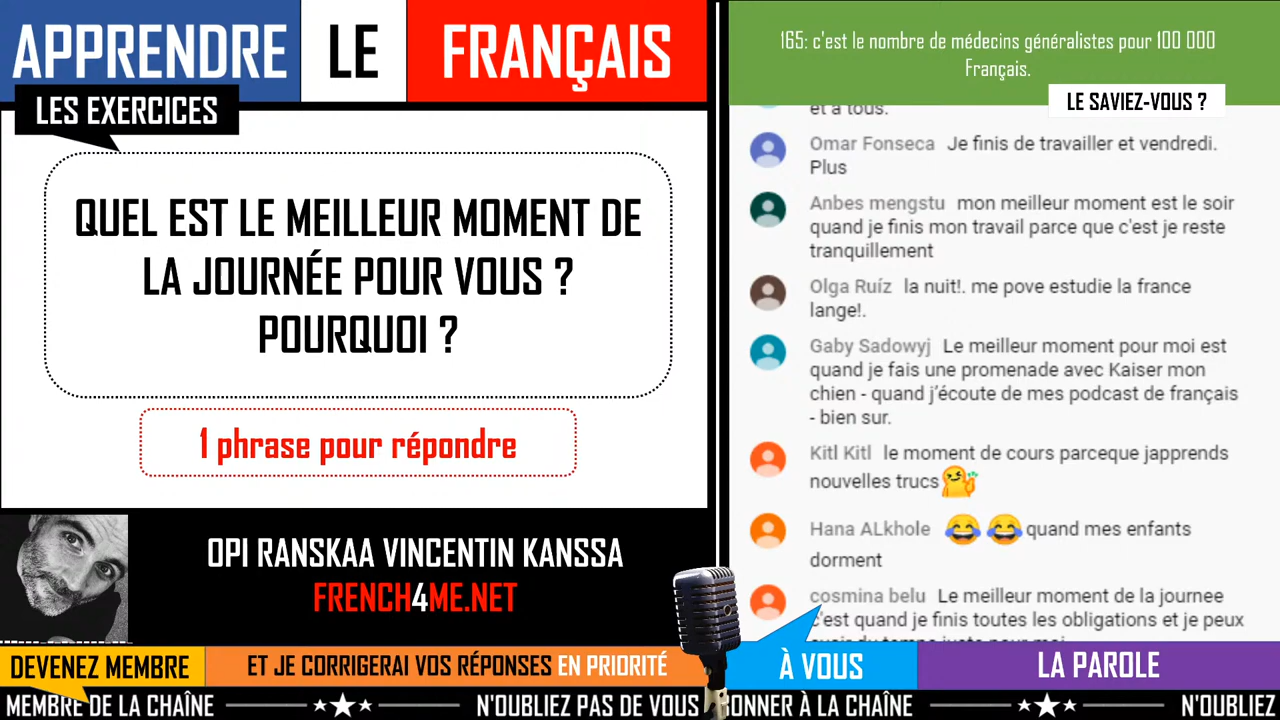 APPRENDRE LE FRANÇAIS
LES EXERCICES
QUEL EST LE MEILLEUR MOMENT DE
LA JOURNÉE POUR VOUS ?
POURQUOI ?
1 phrase pour répondre
OPI RANSKAA VINCENTIN KANSSA
FRENCH4ME.NET
165: c'est le nombre de médecins généralistes pour 100 000
Français.
LE SAVIEZ-VOUS ?
et à tous.
Omar Fonseca Je finis de travailler et vendredi.
Plus
Anbes mengstu mon meilleur moment est le soir
quand je finis mon travail parce que c'est je reste
tranquillement
Olga Ruíz la nuit!. me pove estudie la france
lange!.
Gaby Sadowyj Le meilleur moment pour moi est
quand je fais une promenade avec Kaiser mon
chien - quand j’écoute de mes podcast de français
- bien sur.
Kitl Kitl le moment de cours parceque japprends
nouvelles trucs
Hana ALkhole 😂😂 quand mes enfants
dorment
cosmina belu Le meilleur moment de la journee
c'est quand je finis toutes les obligations et je peux
DEVENEZ MEMBRE ET JE CORRIGERAI VOS RÉPONSES EN PRIORITÉ
À VOUS LA PAROLE
MEMBRE DE LA CHAÎNE N'OUBLIEZ PAS DE VOUS ONNER À LA CHAÎNE N'OUBLIEZ